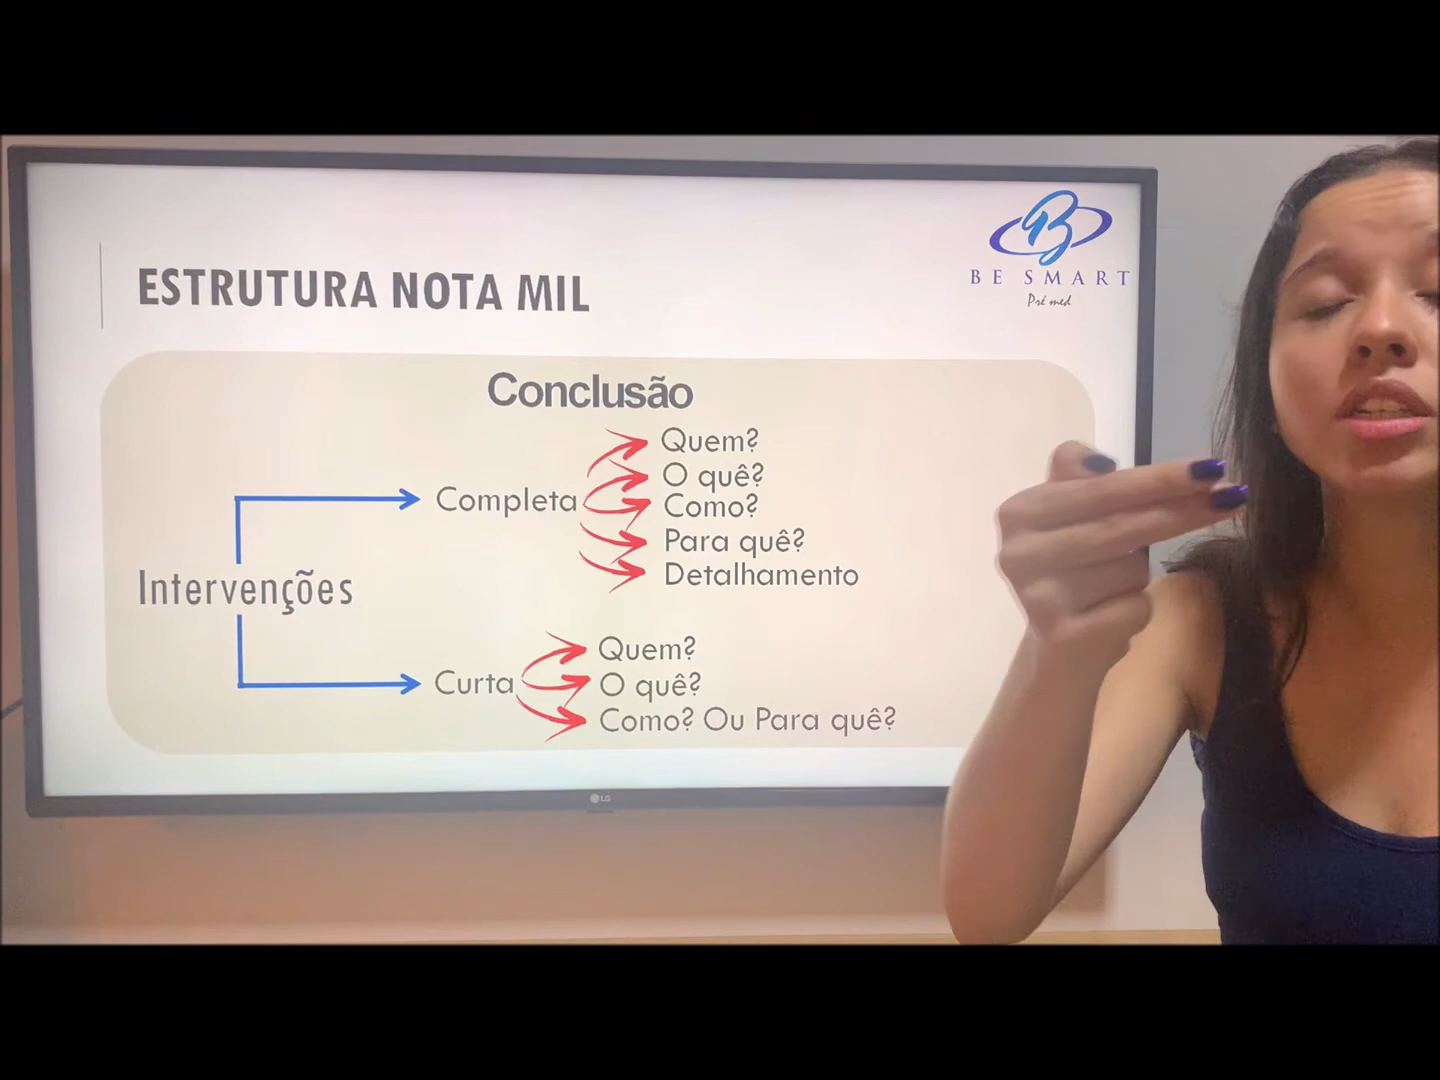 BE SMART
Pré med
ESTRUTURA NOTA MIL
Conclusão
Intervenções
Completa
Quem?
O quê?
Como?
Para quê?
Detalhamento
Curta
Quem?
O quê?
Como? Ou Para quê?
LG